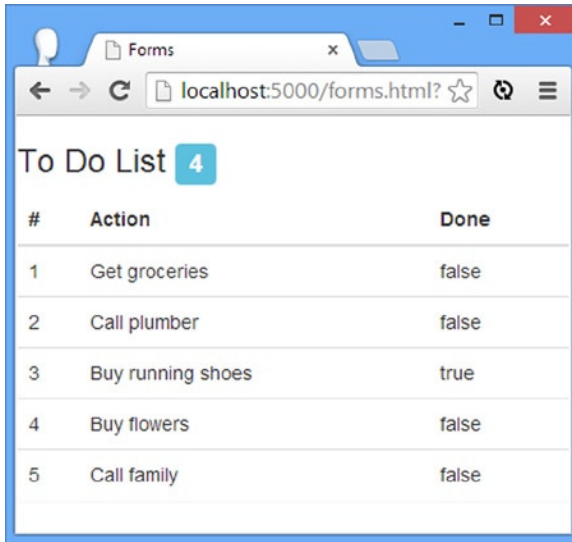 Forms
localhost:5000/forms.html?
To Do List 4
# Action Done
1 Get groceries false
2 Call plumber false
3 Buy running shoes true
4 Buy flowers false
5 Call family false